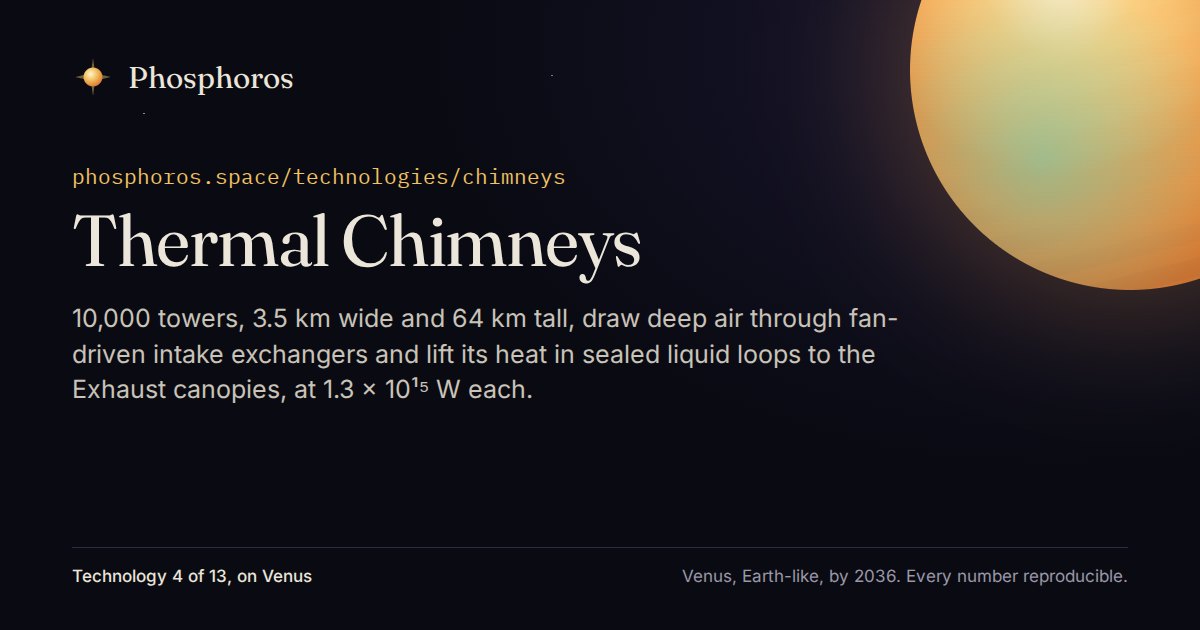 Phosphoros
phosphoros.space/technologies/chimneys
Thermal Chimneys
10,000 towers, 3.5 km wide and 64 km tall, draw deep air through fan-
driven intake exchangers and lift its heat in sealed liquid loops to the
Exhaust canopies, at 1.3 × 10¹⁵ W each.
Technology 4 of 13, on Venus
Venus, Earth-like, by 2036. Every number reproducible.